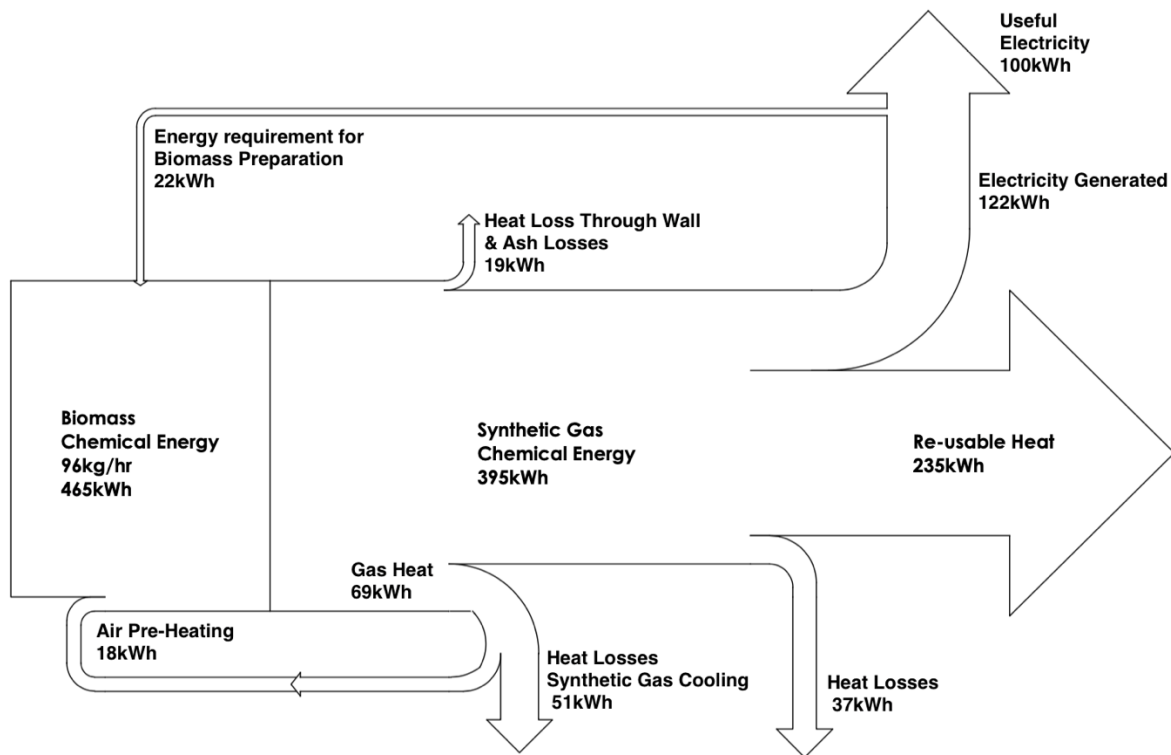 Useful
Electricity
100kWh
Energy requirement for
Biomass Preparation
22kWh
Electricity Generated
122kWh
Heat Loss Through Wall
& Ash Losses
19kWh
Biomass
Chemical Energy
96kg/hr
465kWh
Synthetic Gas
Chemical Energy
395kWh
Re-usable Heat
235kWh
Gas Heat
69kWh
Air Pre-Heating
18kWh
Heat Losses
Synthetic Gas Cooling
51kWh
Heat Losses
37kWh